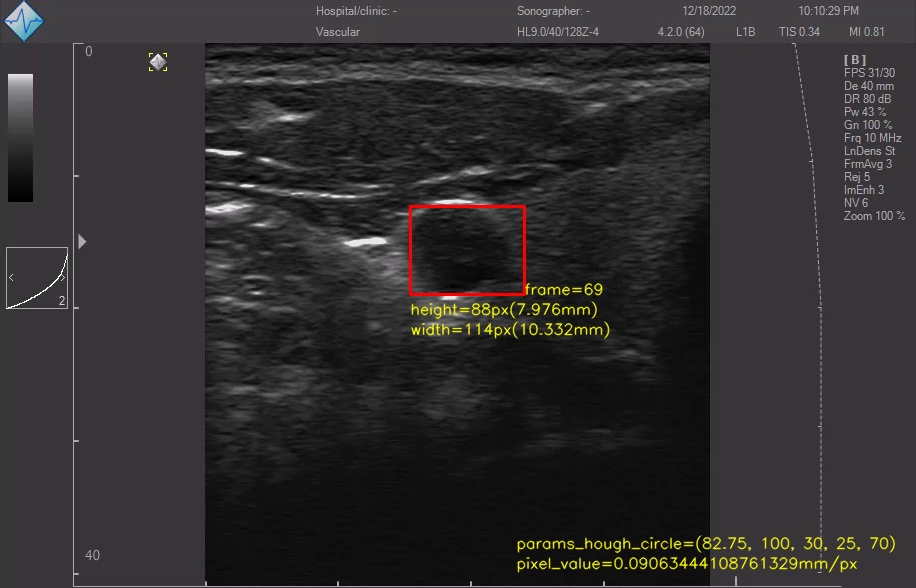 Hospital/clinic: - Sonographer: - 12/18/2022 10:10:29 PM
Vascular HL9.0/40/128Z-4 4.2.0 (64) L1B TIS 0.34 MI 0.81
0
[ B ]
FPS 31/30
De 40 mm
DR 80 dB
Pw 43 %
Gn 100 %
Frq 10 MHz
LnDens St
FrmAvg 3
Rej 5
ImEnh 3
NV 6
Zoom 100 %
2
frame=69
height=88px(7.976mm)
width=114px(10.332mm)
40
params_hough_circle=(82.75, 100, 30, 25, 70)
pixel_value=0.09063444108761329mm/px